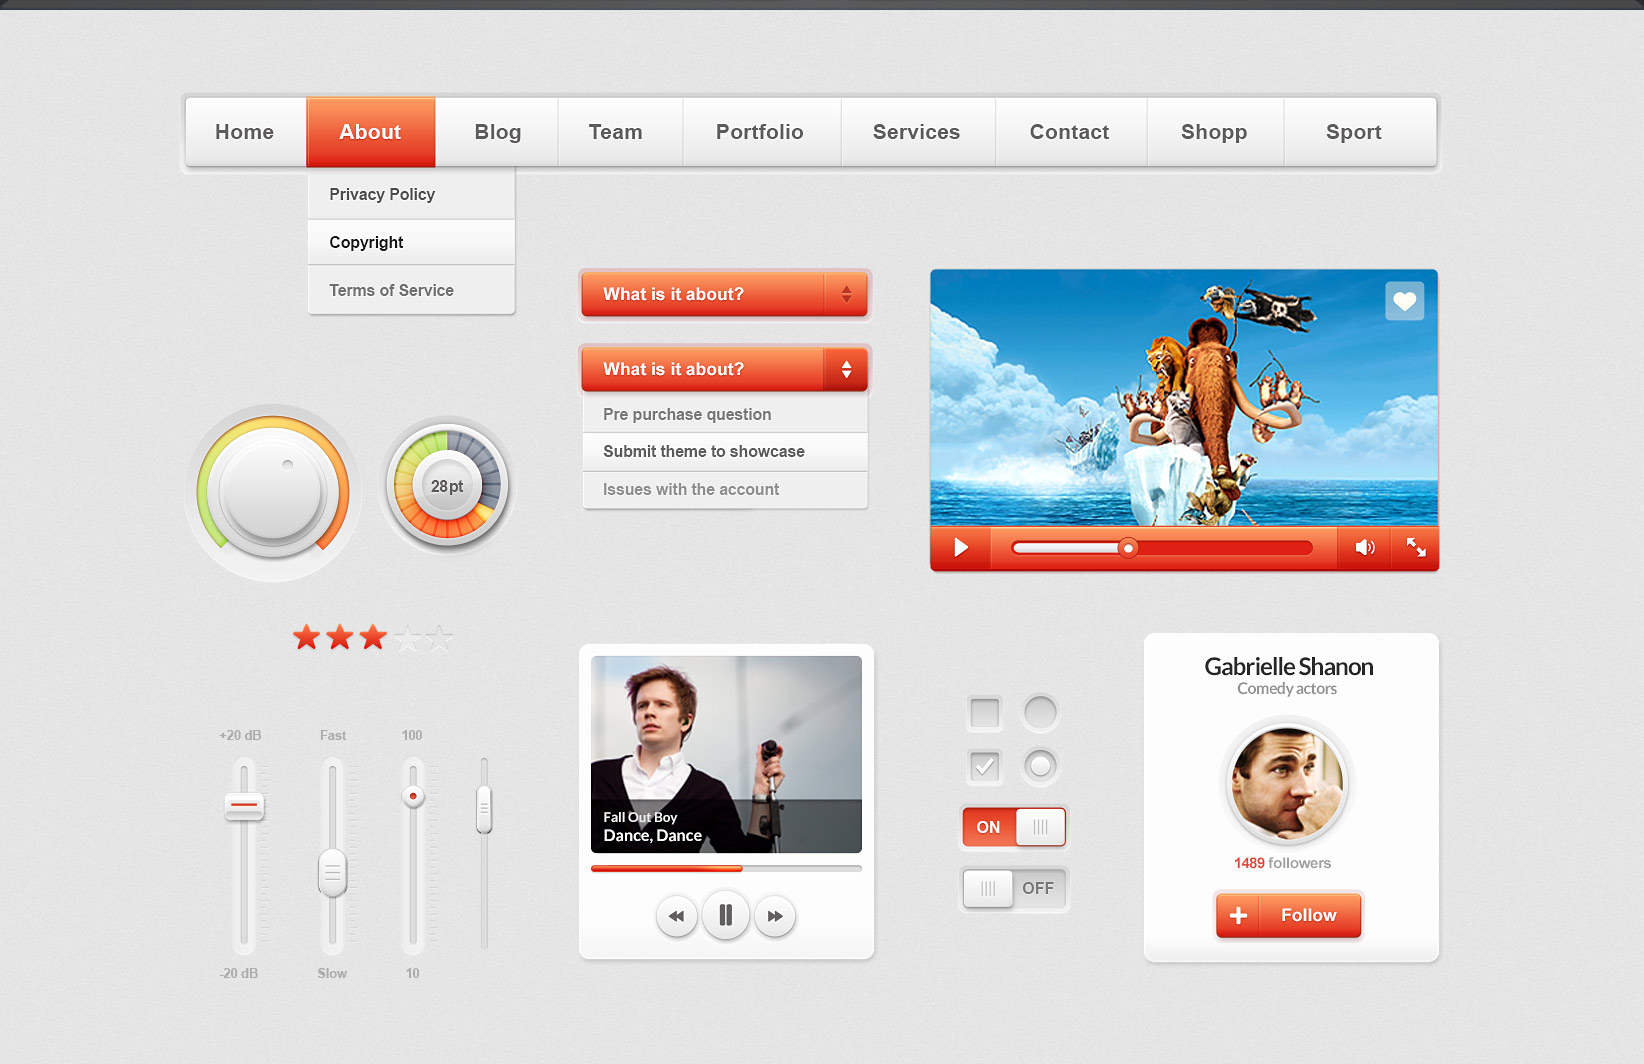 Home
About
Blog
Team
Portfolio
Services
Contact
Shopp
Sport
Privacy Policy
Copyright
Terms of Service
What is it about?
What is it about?
Pre purchase question
Submit theme to showcase
Issues with the account
28pt
+20 dB
Fast
100
-20 dB
Slow
10
Fall Out Boy
Dance, Dance
ON
OFF
Gabrielle Shanon
Comedy actors
1489 followers
Follow